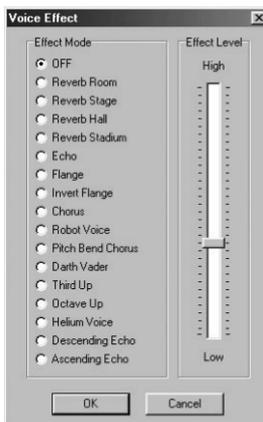 Voice Effect
Effect Mode
OFF
Reverb Room
Reverb Stage
Reverb Hall
Reverb Stadium
Echo
Flange
Invert Flange
Chorus
Robot Voice
Pitch Bend Chorus
Darth Vader
Third Up
Octave Up
Helium Voice
Descending Echo
Ascending Echo
Effect Level
High
Low
OK
Cancel